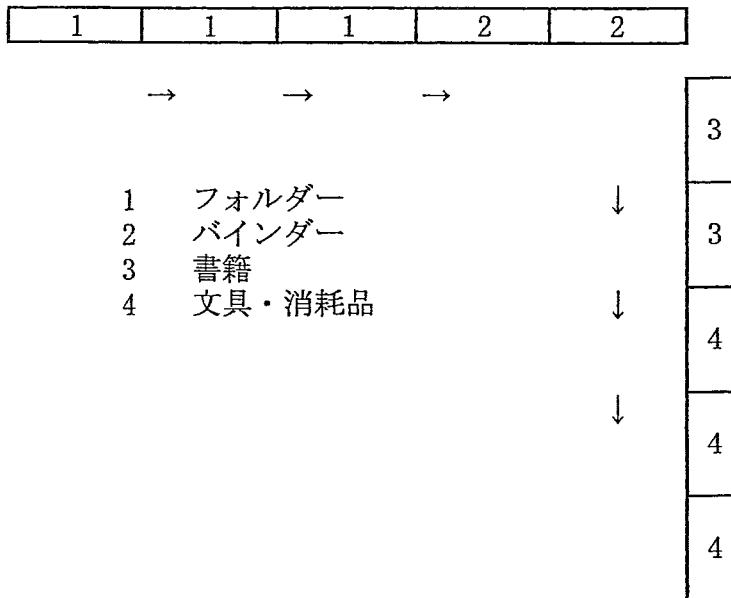 1 1 1 2 2
→ → →
3
1 フォルダー ↓
2 バインダー 3
3 書籍
4 文具・消耗品 ↓
4
↓
4
4